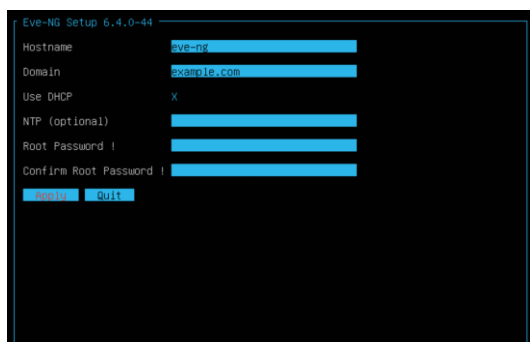 Eve-NG Setup 6.4.0-44
Hostname eve-ng
Domain example.com
Use DHCP X
NTP (optional)
Root Password !
Confirm Root Password !
Apply Quit